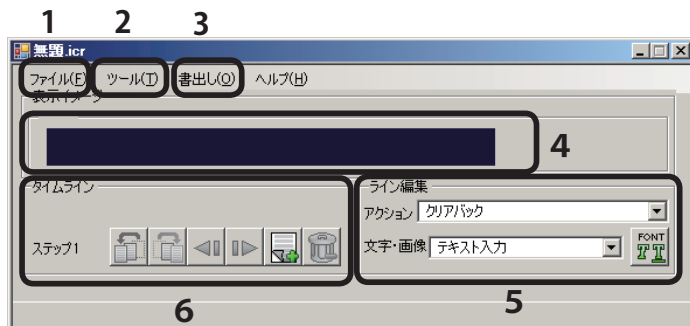 1 2 3
無題.icr
ファイル(F) ツール(T) 書出し(O) ヘルプ(H)
表示イメージ
4
タイムライン
ステップ1
6
ライン編集
アクション クリアバック
文字・画像 テキスト入力 FONT
TT
5